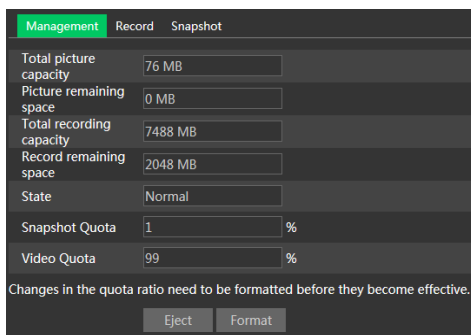 Management Record Snapshot
Total picture
capacity
76 MB
Picture remaining
space
0 MB
Total recording
capacity
7488 MB
Record remaining
space
2048 MB
State
Normal
Snapshot Quota
1
%
Video Quota
99
%
Changes in the quota ratio need to be formatted before they become effective.
Eject Format